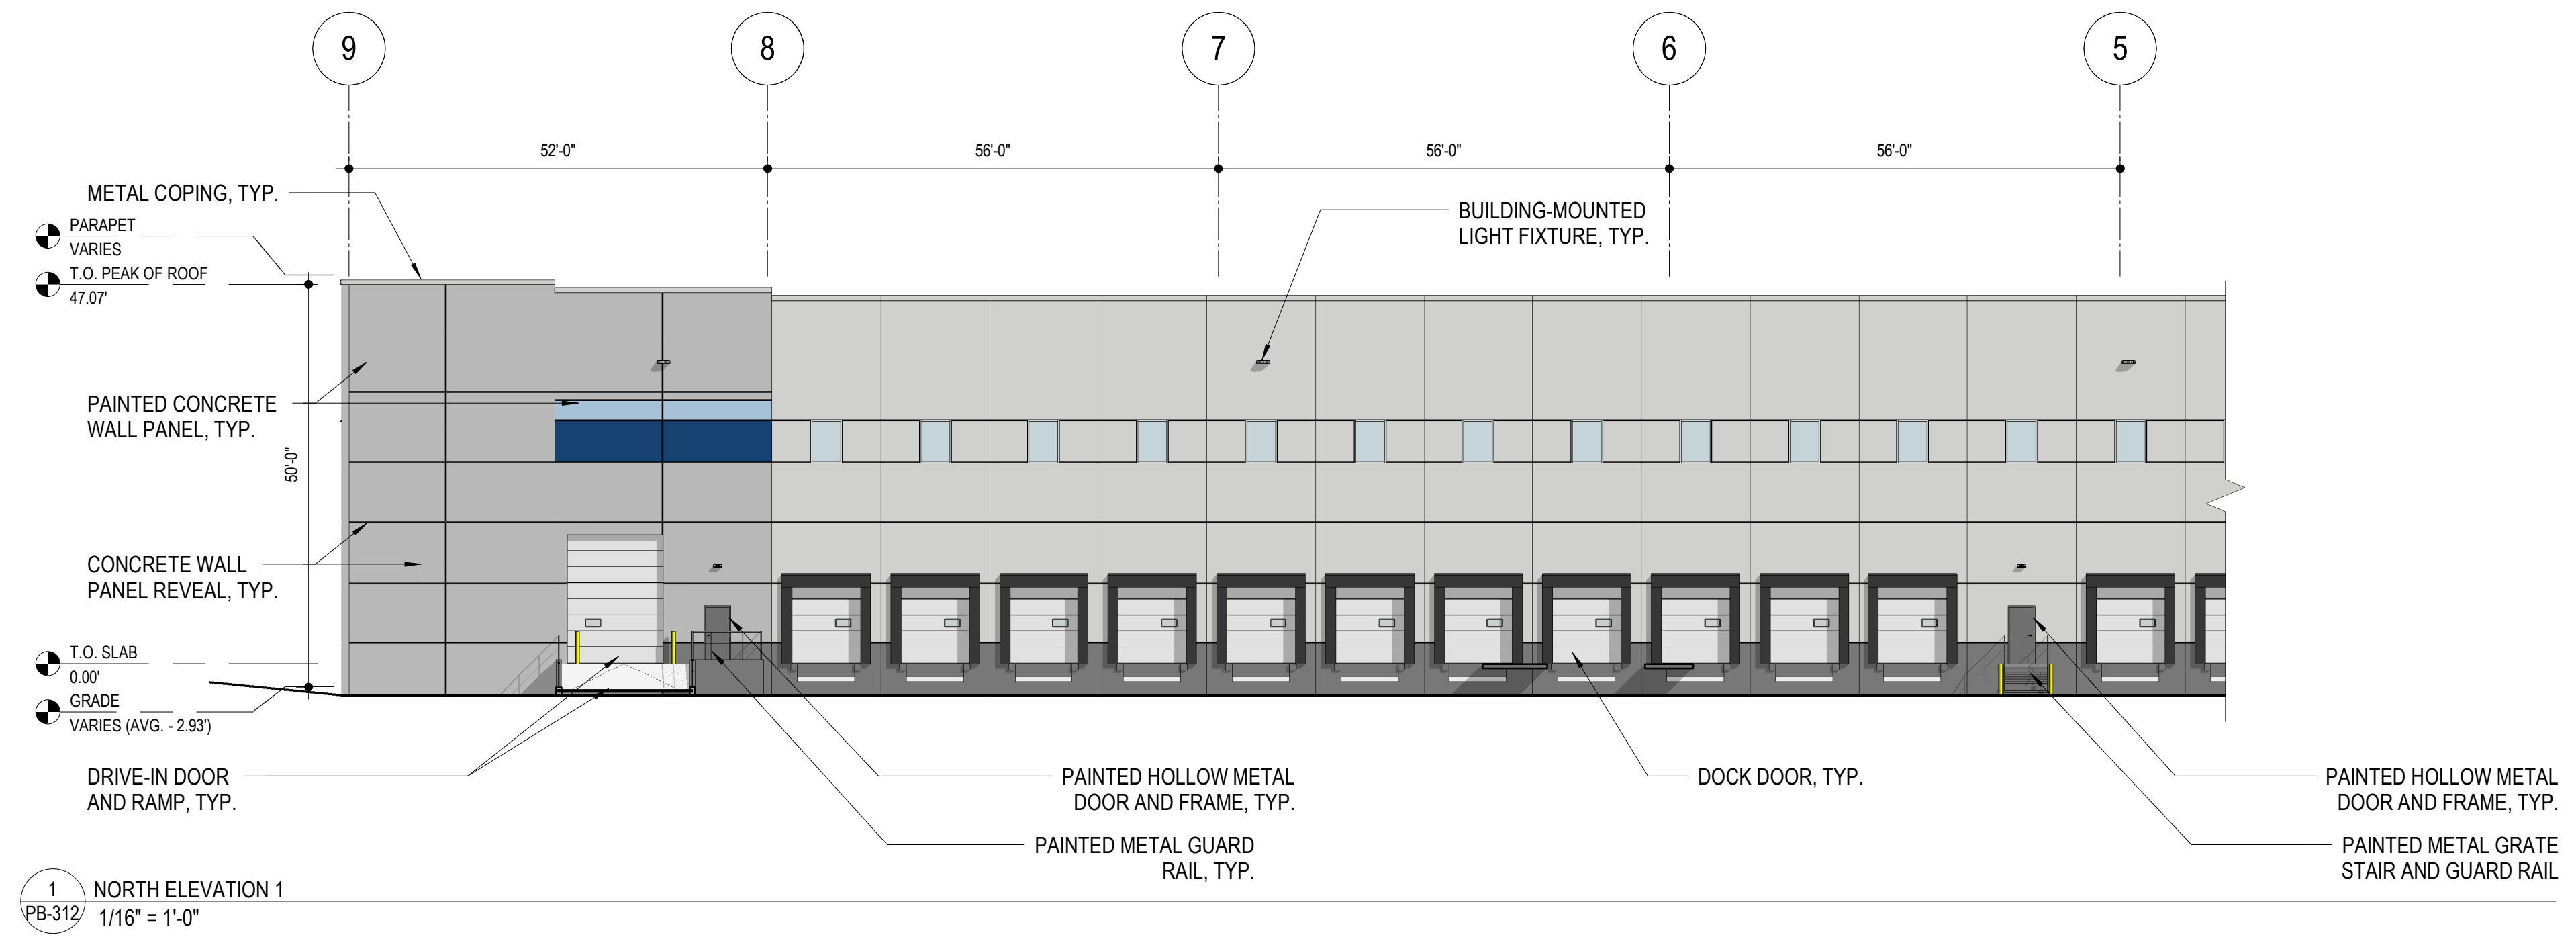 9
8
7
6
5
52'-0"
56'-0"
56'-0"
56'-0"
METAL COPING, TYP.
PARAPET
VARIES
T.O. PEAK OF ROOF
47.07'
BUILDING-MOUNTED
LIGHT FIXTURE, TYP.
PAINTED CONCRETE
WALL PANEL, TYP.
50'-0"
CONCRETE WALL
PANEL REVEAL, TYP.
T.O. SLAB
0.00'
GRADE
VARIES (AVG. - 2.93')
DRIVE-IN DOOR
AND RAMP, TYP.
PAINTED HOLLOW METAL
DOOR AND FRAME, TYP.
DOCK DOOR, TYP.
PAINTED HOLLOW METAL
DOOR AND FRAME, TYP.
PAINTED METAL GUARD
RAIL, TYP.
PAINTED METAL GRATE
STAIR AND GUARD RAIL
1
PB-312
NORTH ELEVATION 1
1/16" = 1'-0"